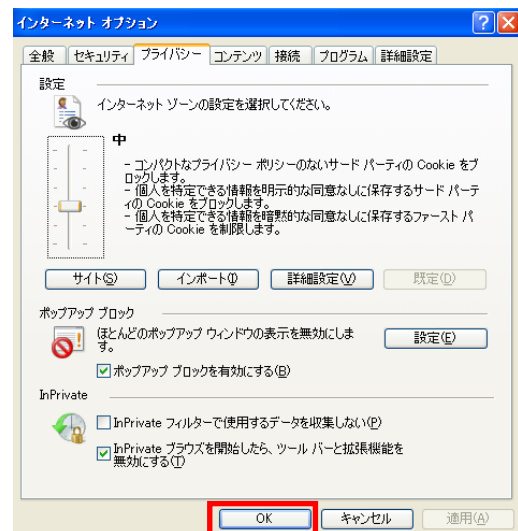 インターネット オプション
全般 セキュリティ プライバシー コンテンツ 接続 プログラム 詳細設定
設定
インターネット ゾーンの設定を選択してください。
中
- コンパクトなプライバシー ポリシーのないサード パーティの Cookie をブ
ロックします。
- 個人を特定できる情報を明示的な同意なしに保存するサード パーテ
ィの Cookie をブロックします。
- 個人を特定できる情報を暗黙的な同意なしに保存するファースト パ
ーティの Cookie を制限します。
サイト(S) インポート(I) 詳細設定(V) 既定(D)
ポップアップ ブロック
ほとんどのポップアップ ウィンドウの表示を無効にしま
す。
設定(E)
ポップアップ ブロックを有効にする(B)
InPrivate
InPrivate フィルターで使用するデータを収集しない(P)
InPrivate ブラウズを開始したら、ツール バーと拡張機能を
無効にする(T)
OK キャンセル 適用(A)